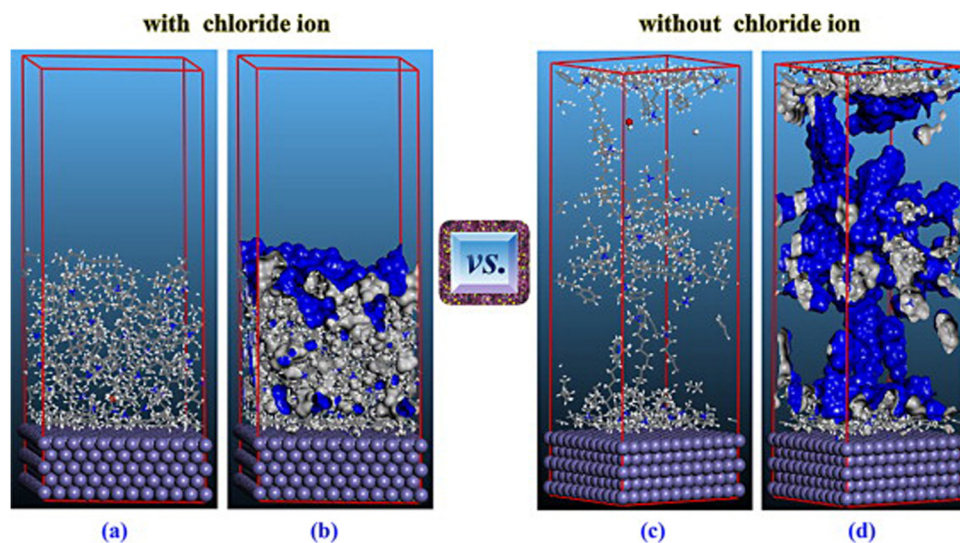 with chloride ion
without chloride ion
vs.
(a)
(b)
(c)
(d)